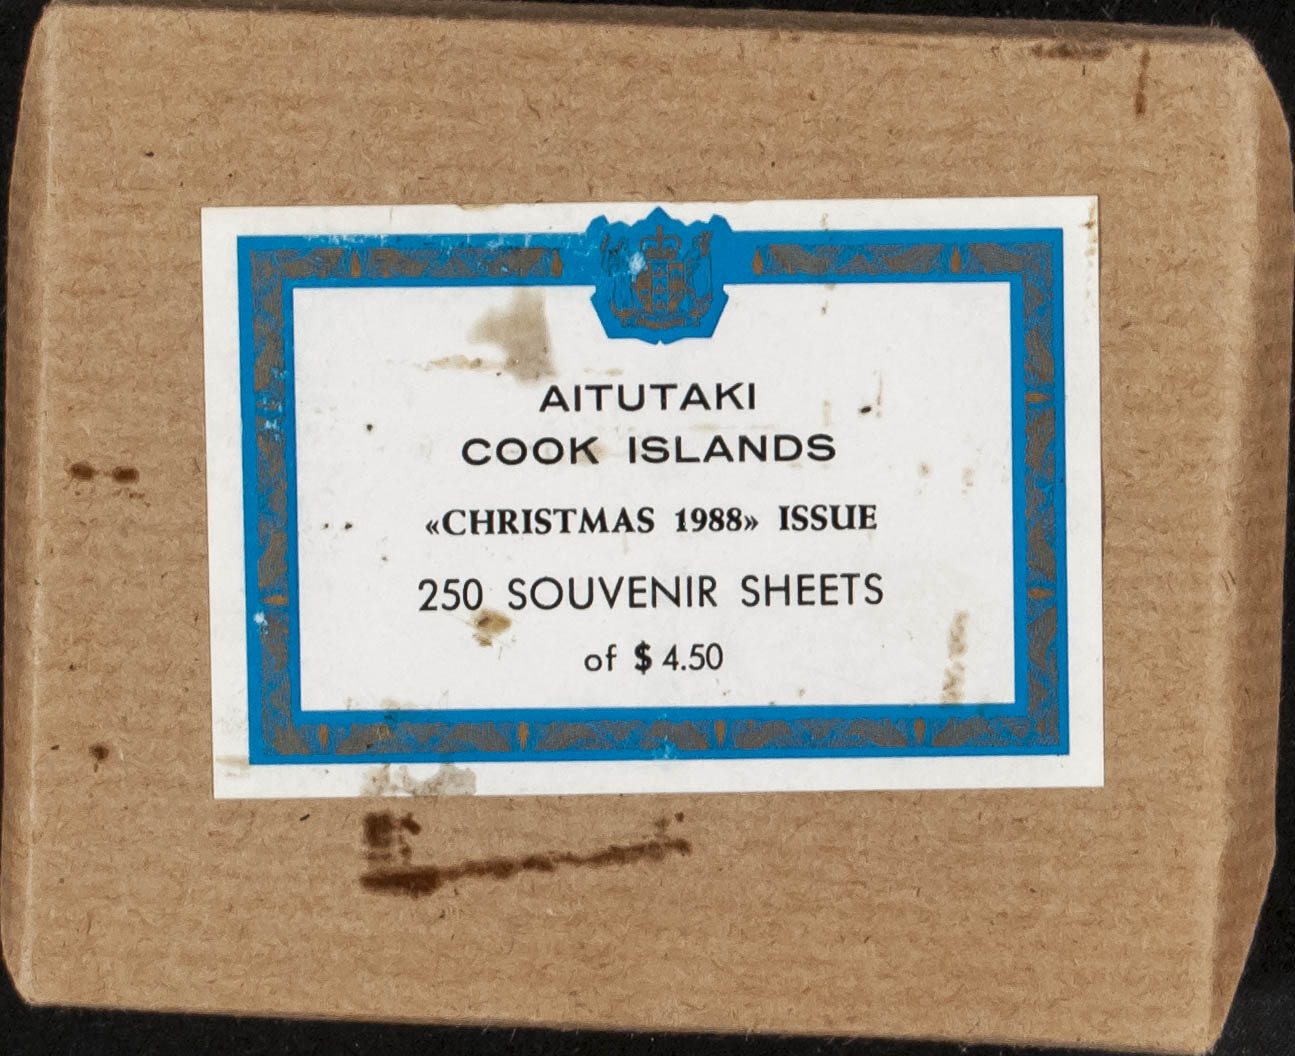 AITUTAKI
COOK ISLANDS
«CHRISTMAS 1988» ISSUE
250 SOUVENIR SHEETS
of $ 4.50